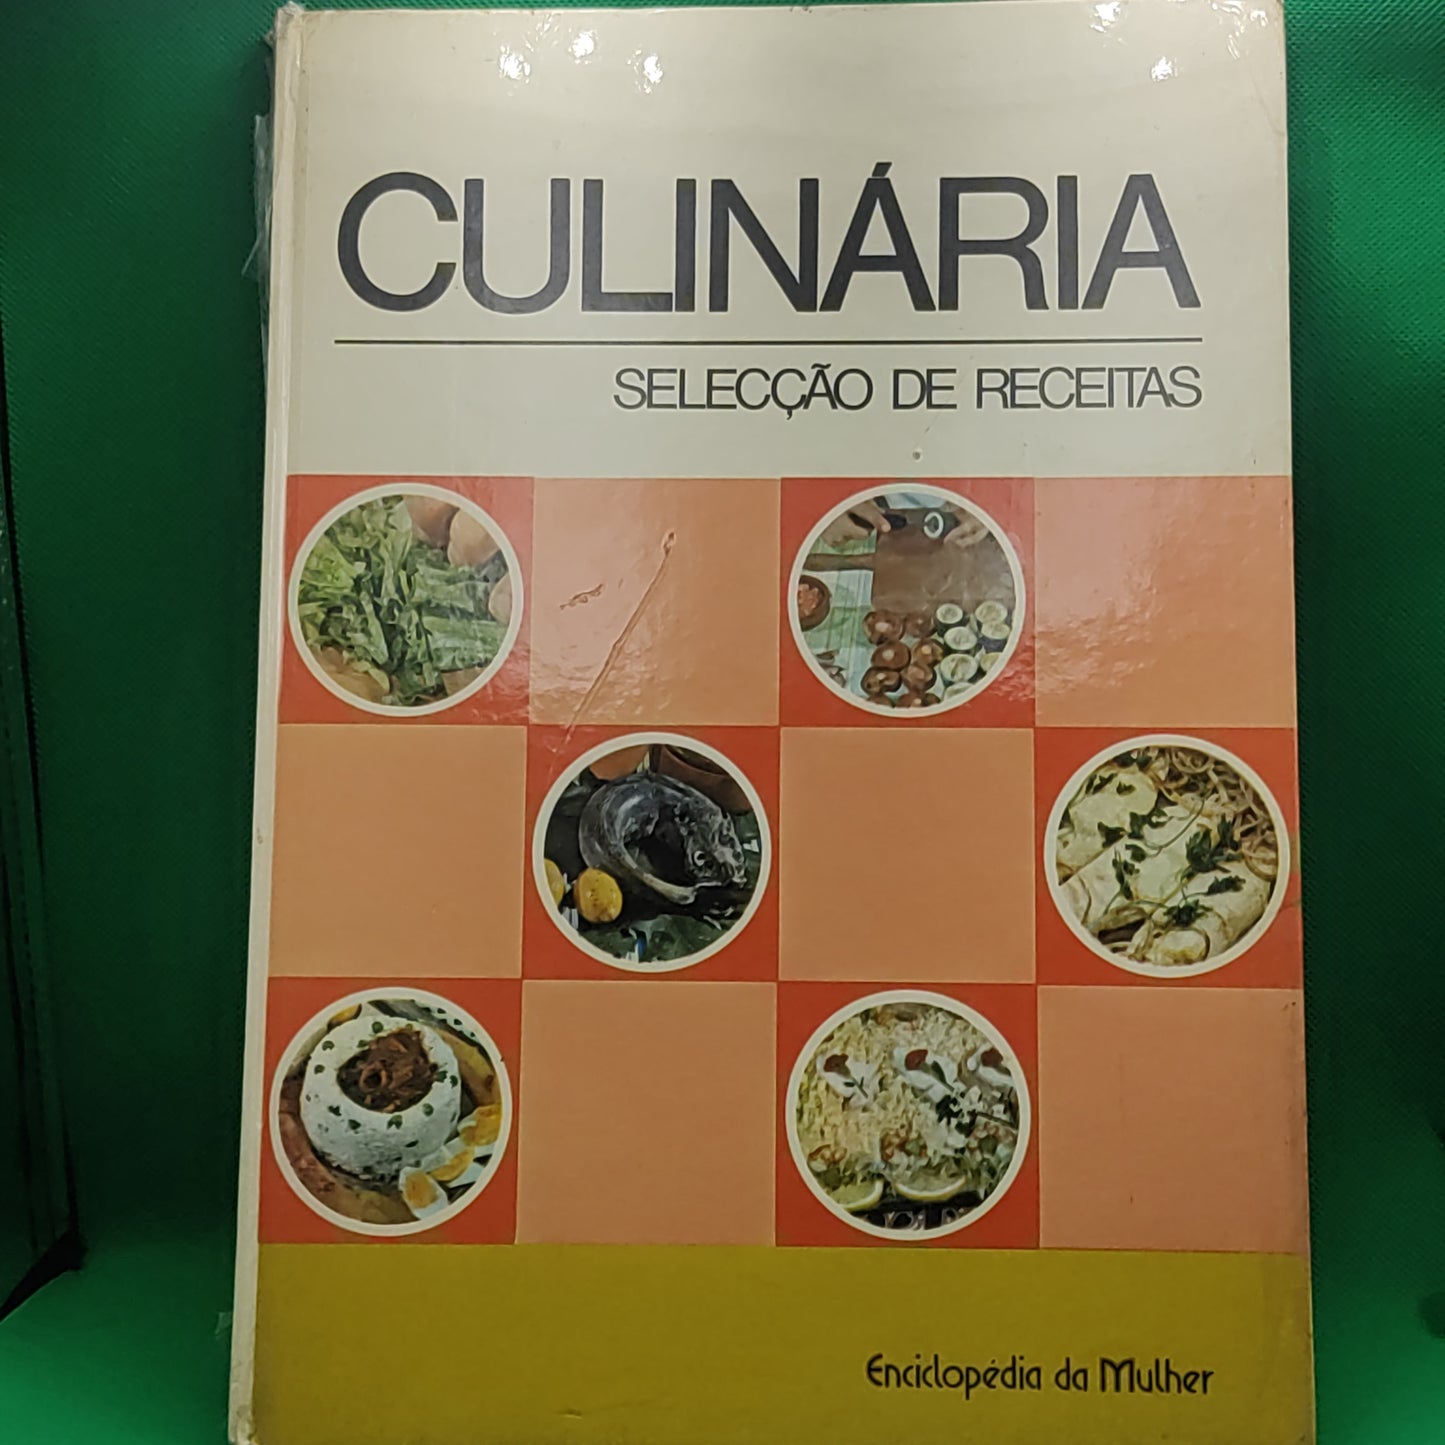 CULINÁRIA
SELECÇÃO DE RECEITAS
Enciclopédia da Mulher